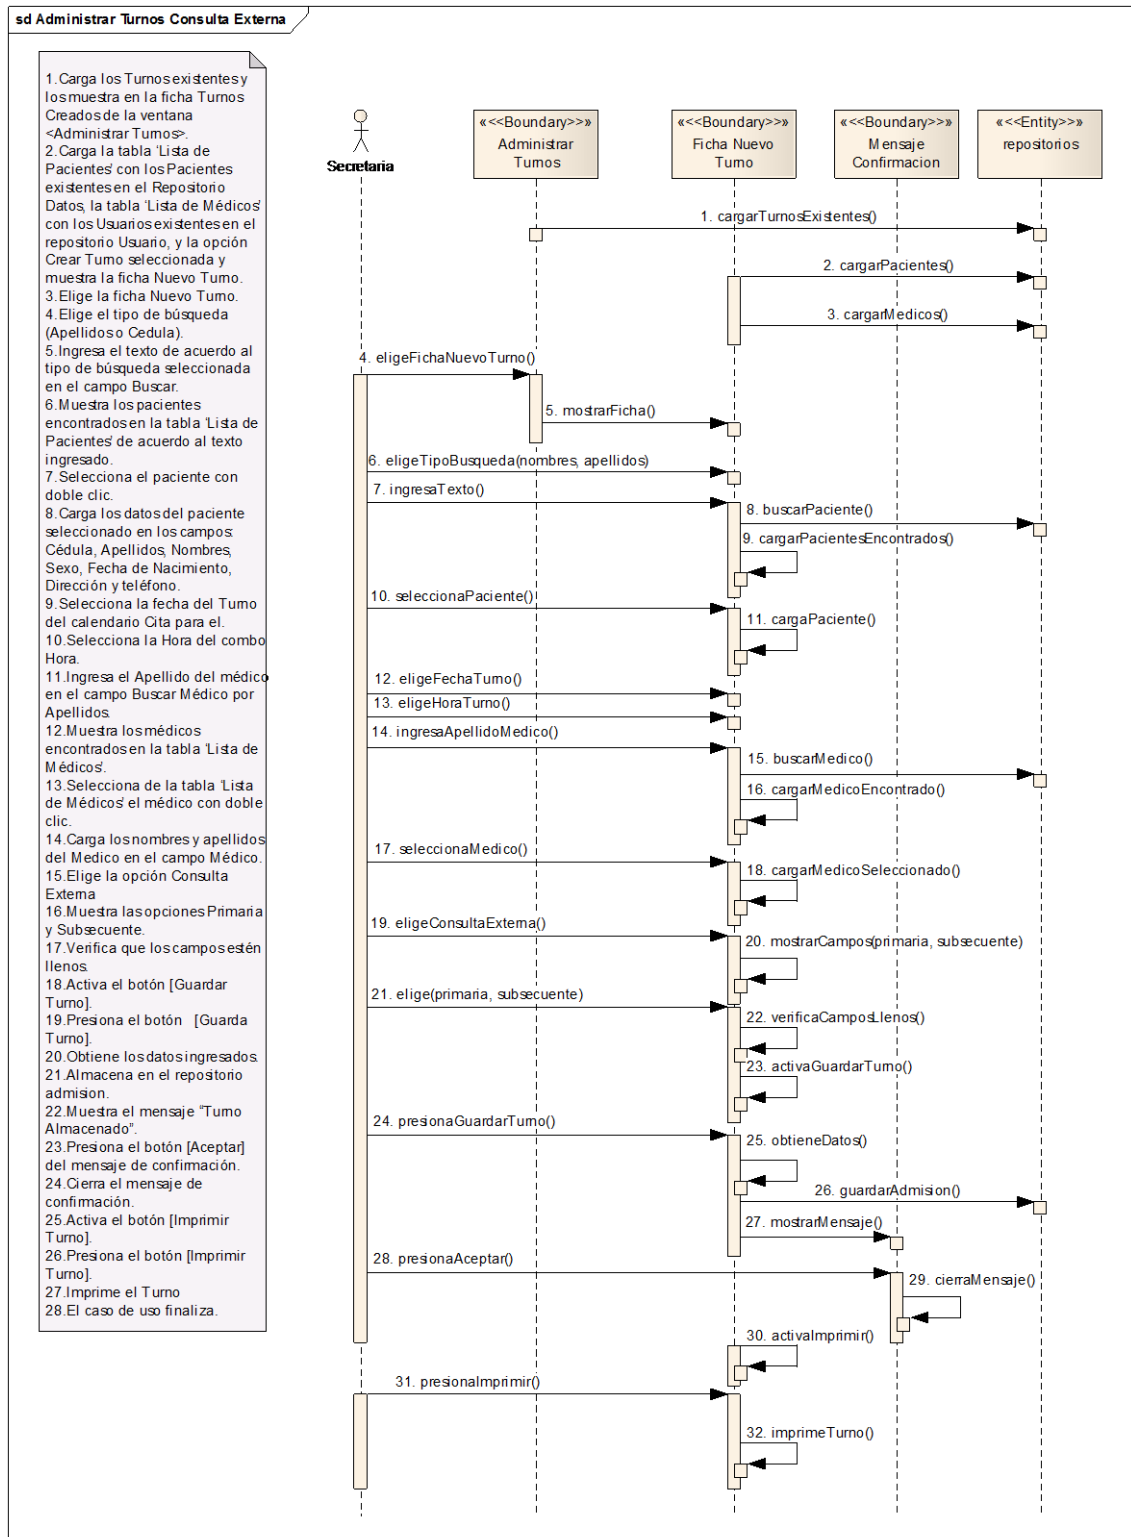 sd Administrar Turnos Consulta Externa
1.Carga los Turnos existentes y
los muestra en la ficha Turnos
Creados de la ventana
<Administrar Turnos>.
2.Carga la tabla ‘Lista de
Pacientes’ con los Pacientes
existentes en el Repositorio
Datos, la tabla ‘Lista de Médicos’
con los Usuarios existentes en el
repositorio Usuario, y la opción
Crear Turno seleccionada y
muestra la ficha Nuevo Turno.
3.Elige la ficha Nuevo Turno.
4.Elige el tipo de búsqueda
(Apellidos o Cedula).
5.Ingresa el texto de acuerdo al
tipo de búsqueda seleccionada
en el campo Buscar.
6.Muestra los pacientes
encontrados en la tabla ‘Lista de
Pacientes’ de acuerdo al texto
ingresado.
7.Selecciona el paciente con
doble clic.
8.Carga los datos del paciente
seleccionado en los campos:
Cédula, Apellidos, Nombres,
Sexo, Fecha de Nacimiento,
Dirección y teléfono.
9.Selecciona la fecha del Turno
del calendario Cita para el.
10.Selecciona la Hora del combo
Hora.
11.Ingresa el Apellido del médico
en el campo Buscar Médico por
Apellidos.
12.Muestra los médicos
encontrados en la tabla ‘Lista de
Médicos’.
13.Selecciona de la tabla ‘Lista
de Médicos’ el médico con doble
clic.
14.Carga los nombres y apellidos
del Medico en el campo Médico.
15.Elige la opción Consulta
Externa
16.Muestra las opciones Primaria
y Subsecuente.
17.Verifica que los campos estén
llenos.
18.Activa el botón [Guardar
Turno].
19.Presiona el botón [Guarda
Turno].
20.Obtiene los datos ingresados.
21.Almacena en el repositorio
admision.
22.Muestra el mensaje “Turno
Almacenado”.
23.Presiona el botón [Aceptar]
del mensaje de confirmación.
24.Cierra el mensaje de
confirmación.
25.Activa el botón [Imprimir
Turno].
26.Presiona el botón [Imprimir
Turno].
27.Imprime el Turno
28.El caso de uso finaliza.
Secretaria
«<<Boundary>>»
Administrar
Turnos
«<<Boundary>>»
Ficha Nuevo
Turno
«<<Boundary>>»
Mensaje
Confirmacion
«<<Entity>>»
repositorios
1. cargarTurnosExistentes()
2. cargarPacientes()
3. cargarMedicos()
4. eligeFichaNuevoTurno()
5. mostrarFicha()
6. eligeTipoBusqueda(nombres, apellidos)
7. ingresaTexto()
8. buscarPaciente()
9. cargarPacientesEncontrados()
10. seleccionaPaciente()
11. cargaPaciente()
12. eligeFechaTurno()
13. eligeHoraTurno()
14. ingresaApellidoMedico()
15. buscarMedico()
16. cargarMedicoEncontrado()
17. seleccionaMedico()
18. cargarMedicoSeleccionado()
19. eligeConsultaExterna()
20. mostrarCampos(primaria, subsecuente)
21. elige(primaria, subsecuente)
22. verificaCamposLlenos()
23. activaGuardarTurno()
24. presionaGuardarTurno()
25. obtieneDatos()
26. guardarAdmision()
27. mostrarMensaje()
28. presionaAceptar()
29. cierraMensaje()
30. activaImprimir()
31. presionaImprimir()
32. imprimeTurno()